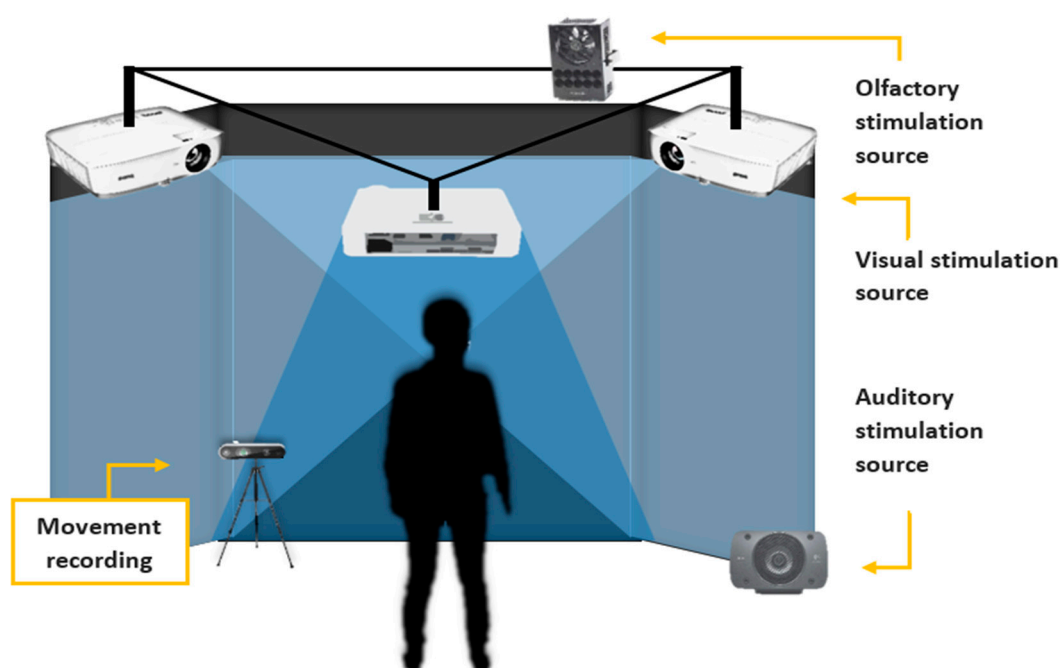 Olfactory
stimulation
source
Visual stimulation
source
Auditory
stimulation
source
Movement
recording